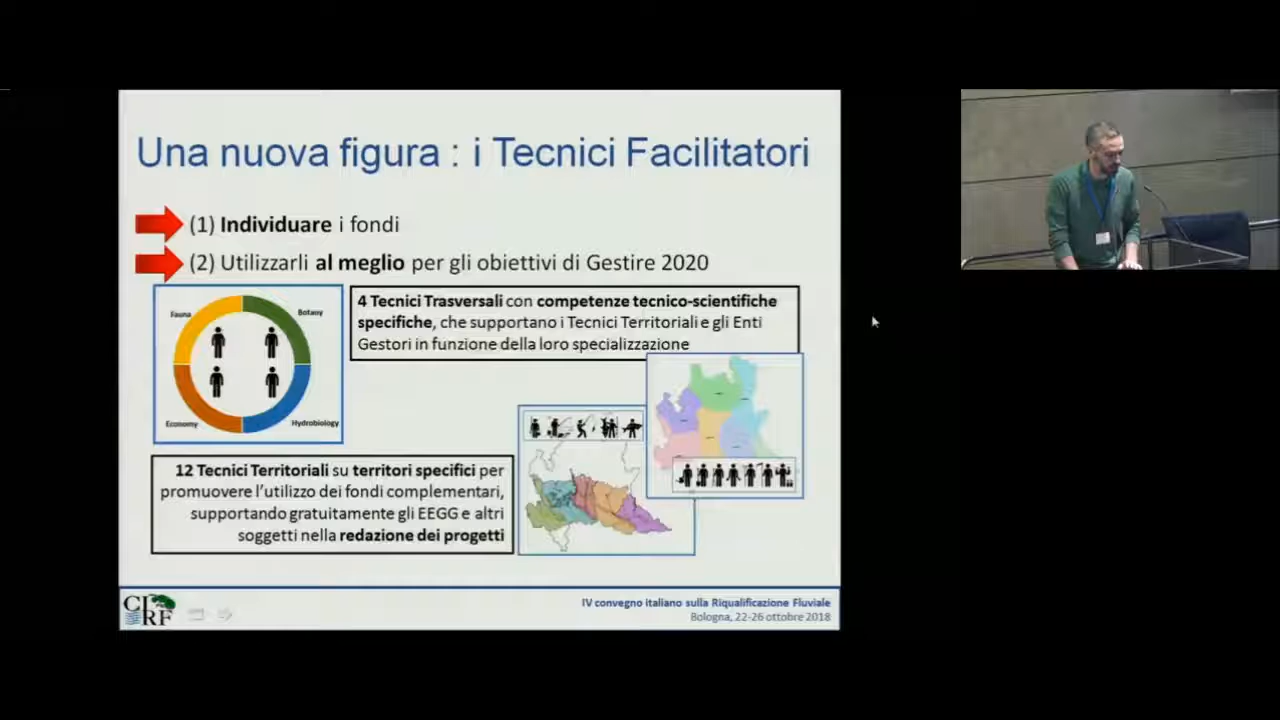 Una nuova figura : i Tecnici Facilitatori
(1) Individuare i fondi
(2) Utilizzarli al meglio per gli obiettivi di Gestire 2020
Fauna
Botany
Economy
Hydrobiology
4 Tecnici Trasversali con competenze tecnico-scientifiche
specifiche, che supportano i Tecnici Territoriali e gli Enti
Gestori in funzione della loro specializzazione
12 Tecnici Territoriali su territori specifici per
promuovere l'utilizzo dei fondi complementari,
supportando gratuitamente gli EEGG e altri
soggetti nella redazione dei progetti
CIRF
IV convegno italiano sulla Riqualificazione Fluviale
Bologna, 22-26 ottobre 2018